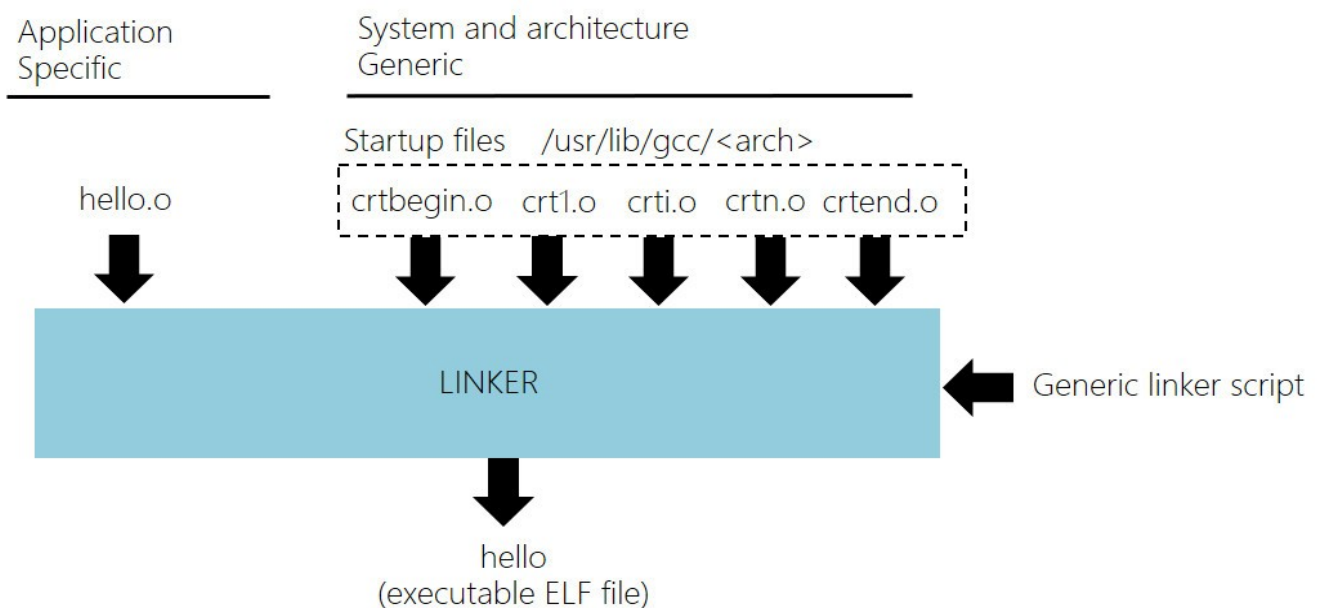 Application
Specific
System and architecture
Generic
Startup files /usr/lib/gcc/<arch>
hello.o
crtbegin.o crt1.o crti.o crtn.o crtend.o
LINKER
Generic linker script
hello
(executable ELF file)